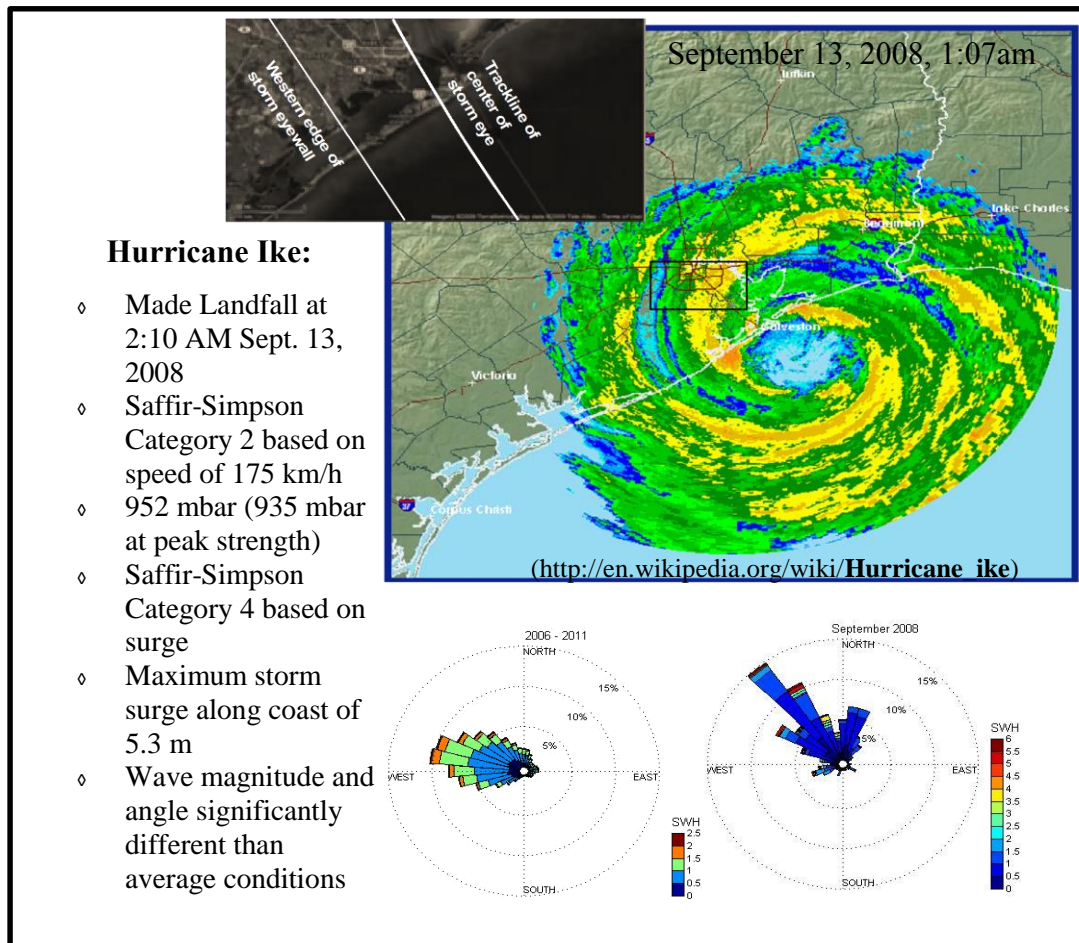 Western edge of
storm eyewall
Trackline of
center of
storm eye
September 13, 2008, 1:07am
Lufkin
Lake Charles
Beaumont
Galveston
Victoria
37
Corpus Christi
(http://en.wikipedia.org/wiki/Hurricane_ike)
Hurricane Ike:
◊ Made Landfall at
2:10 AM Sept. 13,
2008
◊ Saffir-Simpson
Category 2 based on
speed of 175 km/h
◊ 952 mbar (935 mbar
at peak strength)
◊ Saffir-Simpson
Category 4 based on
surge
◊ Maximum storm
surge along coast of
5.3 m
◊ Wave magnitude and
angle significantly
different than
average conditions
2006 - 2011
NORTH
15%
10%
5%
WEST
EAST
SOUTH
SWH
2.5
2
1.5
1
0.5
0
September 2008
NORTH
15%
10%
5%
WEST
EAST
SOUTH
SWH
6
5.5
5
4.5
4
3.5
3
2.5
2
1.5
1
0.5
0